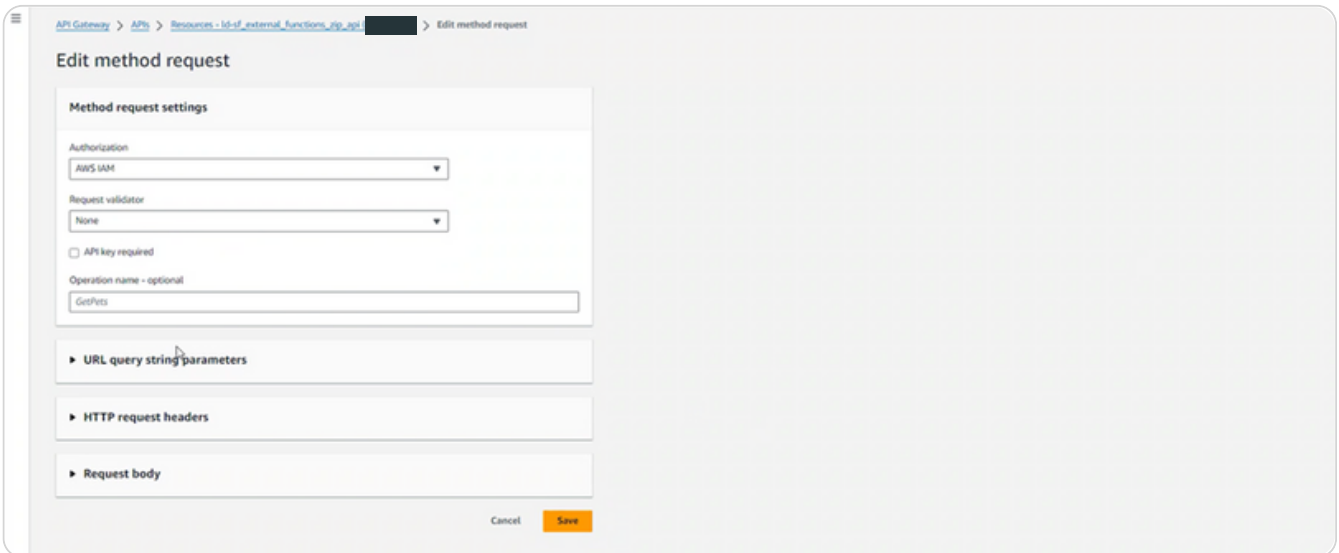 API Gateway > APIs > Resources - ld-sf_external_functions_zip_api ( > Edit method request
Edit method request
Method request settings
Authorization
AWS IAM
Request validator
None
API key required
Operation name - optional
GetPets
URL query string parameters
HTTP request headers
Request body
Cancel Save